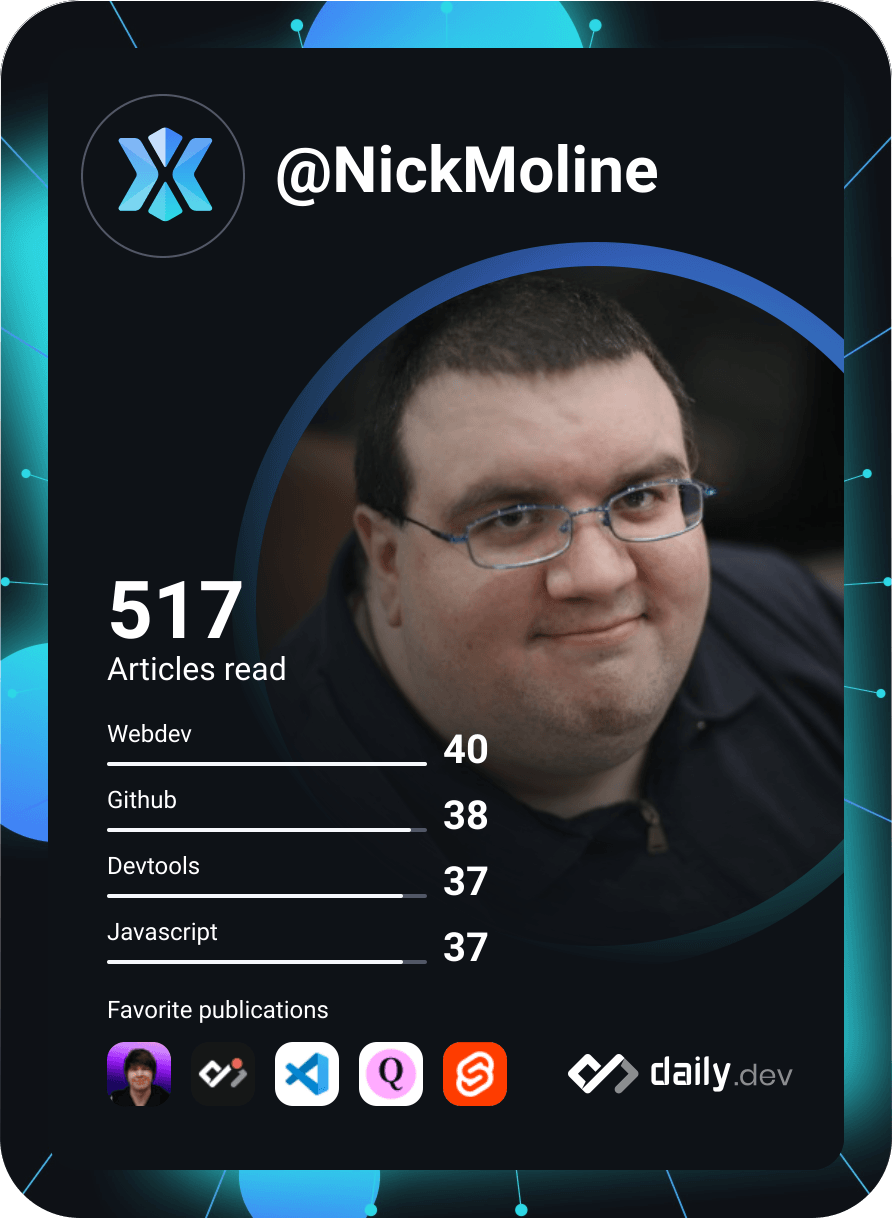 @NickMoline
517
Articles read
Webdev
40
Github
38
Devtools
37
Javascript
37
Favorite publications
Q
daily.dev